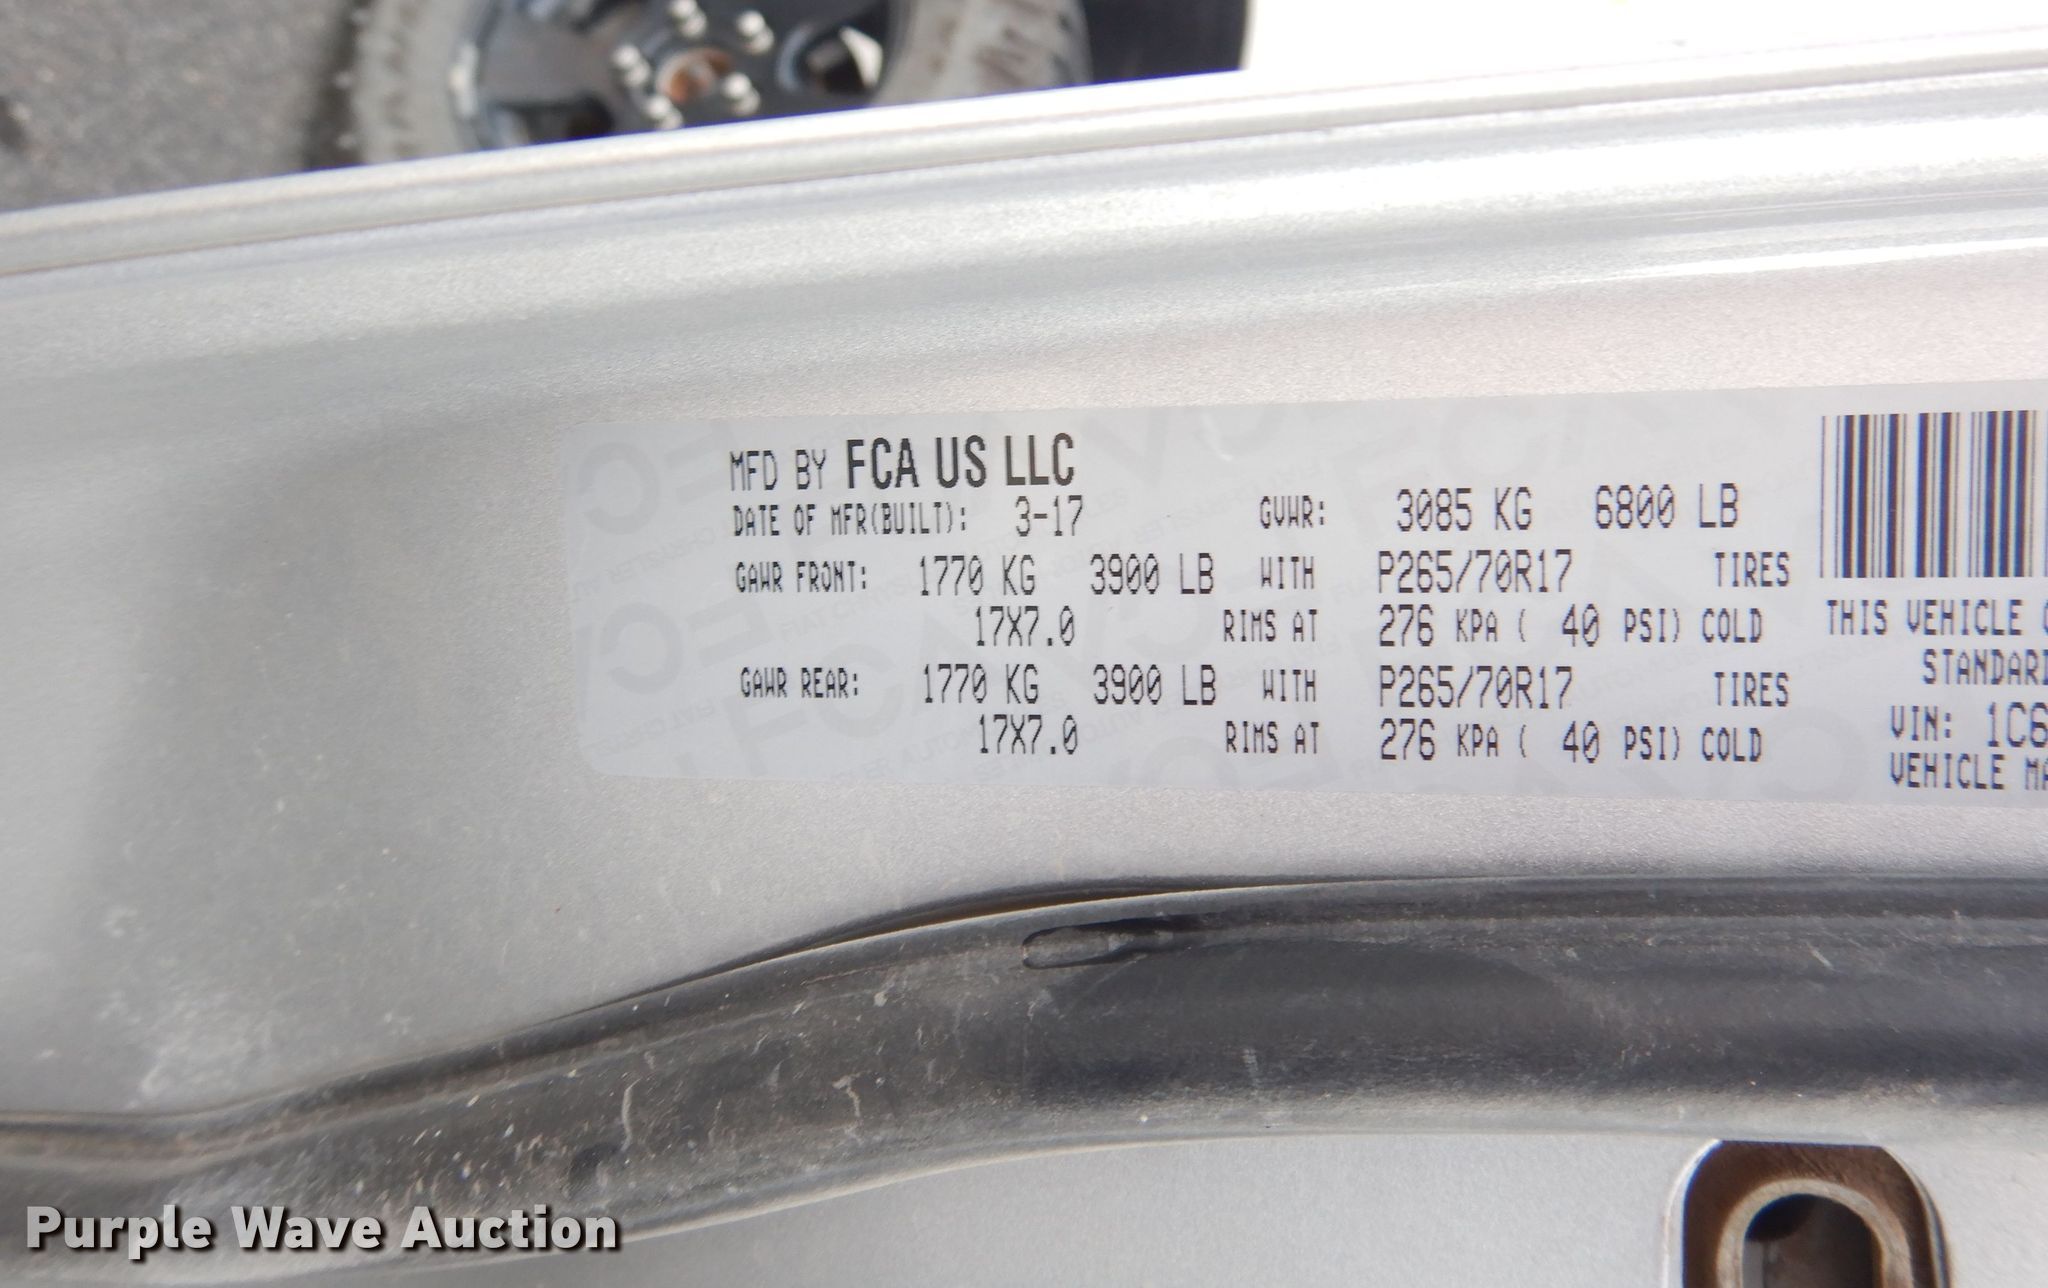 MFD BY FCA US LLC
DATE OF MFR(BUILT): 3-17 GVWR: 3085 KG 6800 LB
GAWR FRONT: 1770 KG 3900 LB WITH P265/70R17 TIRES
17X7.0 RIMS AT 276 KPA ( 40 PSI) COLD
GAWR REAR: 1770 KG 3900 LB WITH P265/70R17 TIRES
17X7.0 RIMS AT 276 KPA ( 40 PSI) COLD
THIS VEHICLE
STANDARD
VIN: 1C6
VEHICLE MA
Purple Wave Auction